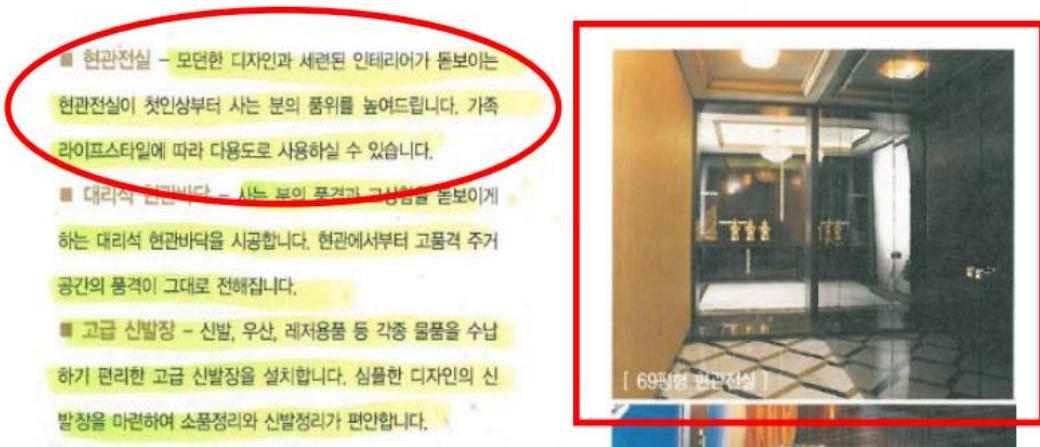 ■ 현관전실 - 모던한 디자인과 세련된 인테리어가 돋보이는
현관전실이 첫인상부터 사는 분의 품위를 높여드립니다. 가족
라이프스타일에 따라 다용도로 사용하실 수 있습니다.
■ 대리석 현관바닥 - 사는 분의 품격과 고상함을 돋보이게
하는 대리석 현관바닥을 시공합니다. 현관에서부터 고품격 주거
공간의 품격이 그대로 전해집니다.
■ 고급 신발장 - 신발, 우산, 레저용품 등 각종 물품을 수납
하기 편리한 고급 신발장을 설치합니다. 심플한 디자인의 신
발장을 마련하여 소품정리와 신발정리가 편안합니다.
[ 69평형 현관전실 ]